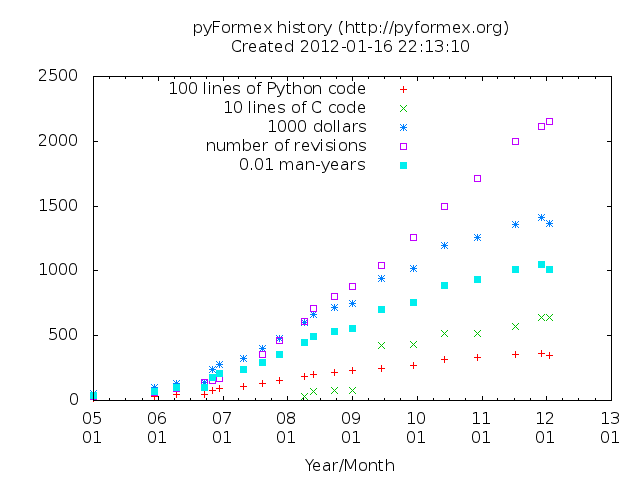 pyFormex history (http://pyformex.org)
Created 2012-01-16 22:13:10
2500
2000
1500
1000
500
0
100 lines of Python code
10 lines of C code
1000 dollars
number of revisions
0.01 man-years
05 06 07 08 09 10 11 12 13
01 01 01 01 01 01 01 01 01
Year/Month